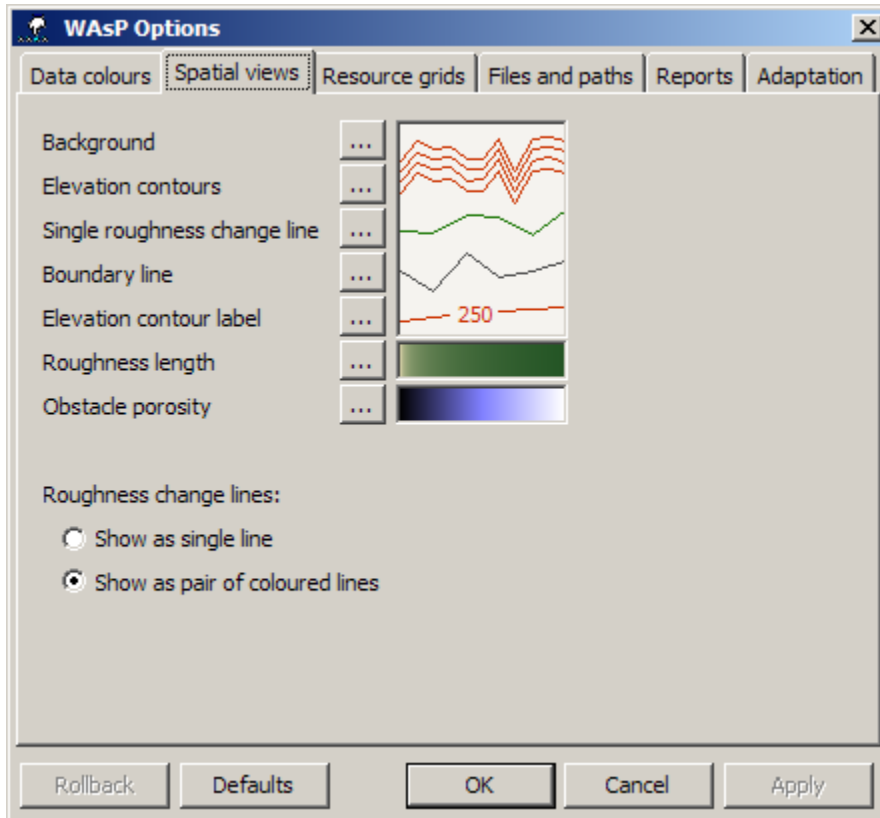 WAsP Options
Data colours Spatial views Resource grids Files and paths Reports Adaptation
Background ...
Elevation contours ...
Single roughness change line ...
Boundary line ...
Elevation contour label ... 250
Roughness length ...
Obstacle porosity ...
Roughness change lines:
Show as single line
Show as pair of coloured lines
Rollback Defaults OK Cancel Apply